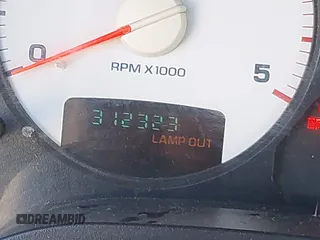 0
RPM X1000
5
312323
LAMP OUT
DREAMBID